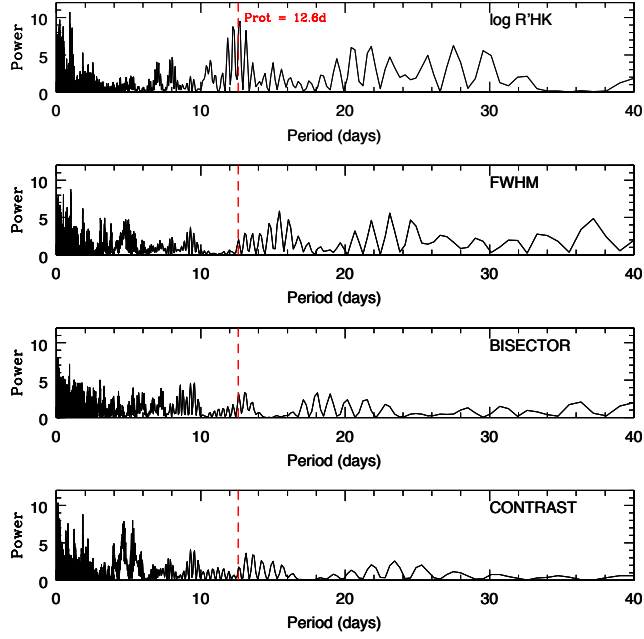 Prot = 12.6d
log R'HK
Power
10
5
0
0 10 20 30 40
Period (days)
FWHM
Power
10
5
0
0 10 20 30 40
Period (days)
BISECTOR
Power
10
5
0
0 10 20 30 40
Period (days)
CONTRAST
Power
10
5
0
0 10 20 30 40
Period (days)